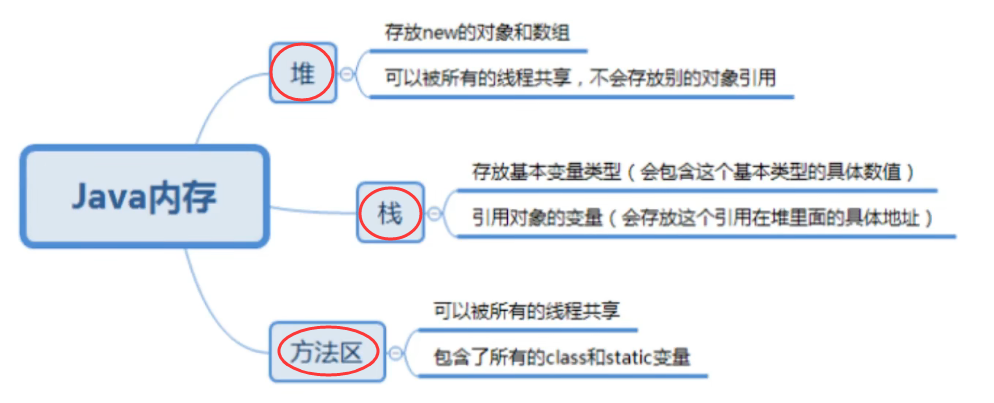 存放new的对象和数组
堆
可以被所有的线程共享，不会存放别的对象引用
存放基本变量类型（会包含这个基本类型的具体数值）
Java内存
栈
引用对象的变量（会存放这个引用在堆里面的具体地址）
可以被所有的线程共享
方法区
包含了所有的class和static变量